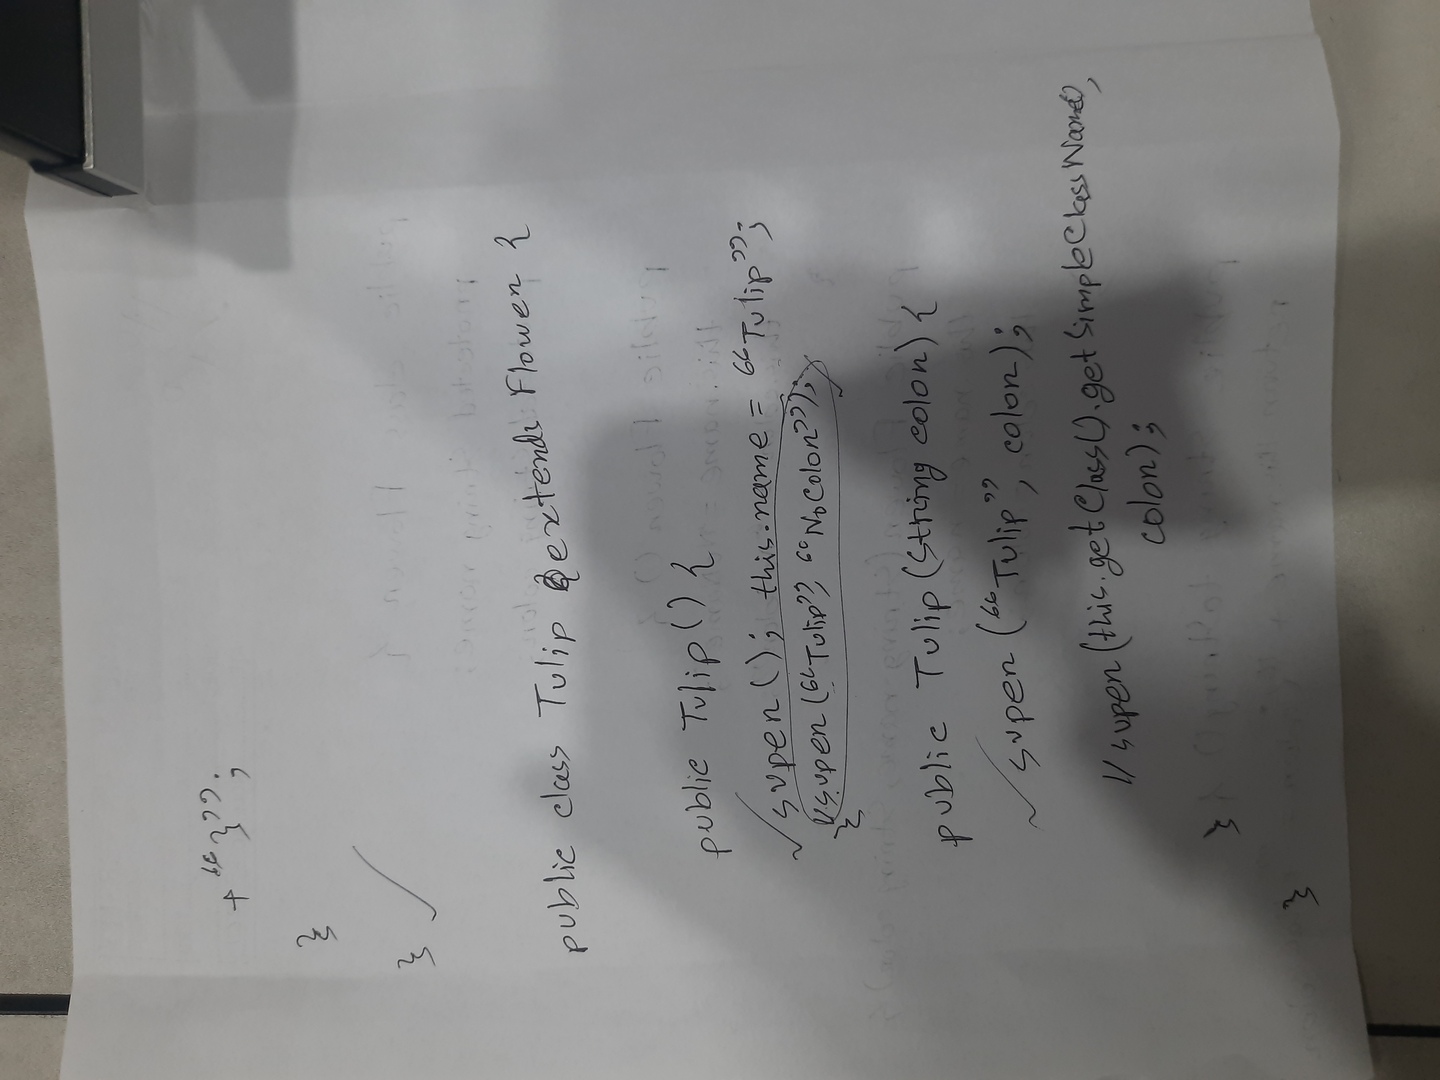 + “}”;
}
}
public class Tulip extends Flower {
public Tulip() {
super(); this.name = “Tulip”;
//super(“Tulip”, “No Color”);
}
public Tulip(String color) {
super(“Tulip”, color);
//super(this.getClass().getSimpleClassName(),
color);
}
}